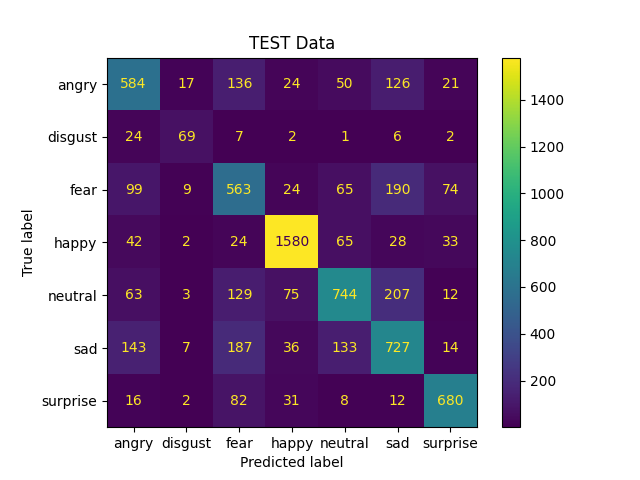 TEST Data
angry 584 17 136 24 50 126 21
disgust 24 69 7 2 1 6 2
fear 99 9 563 24 65 190 74
happy 42 2 24 1580 65 28 33
neutral 63 3 129 75 744 207 12
sad 143 7 187 36 133 727 14
surprise 16 2 82 31 8 12 680
angry disgust fear happy neutral sad surprise
Predicted label
True label
1400
1200
1000
800
600
400
200